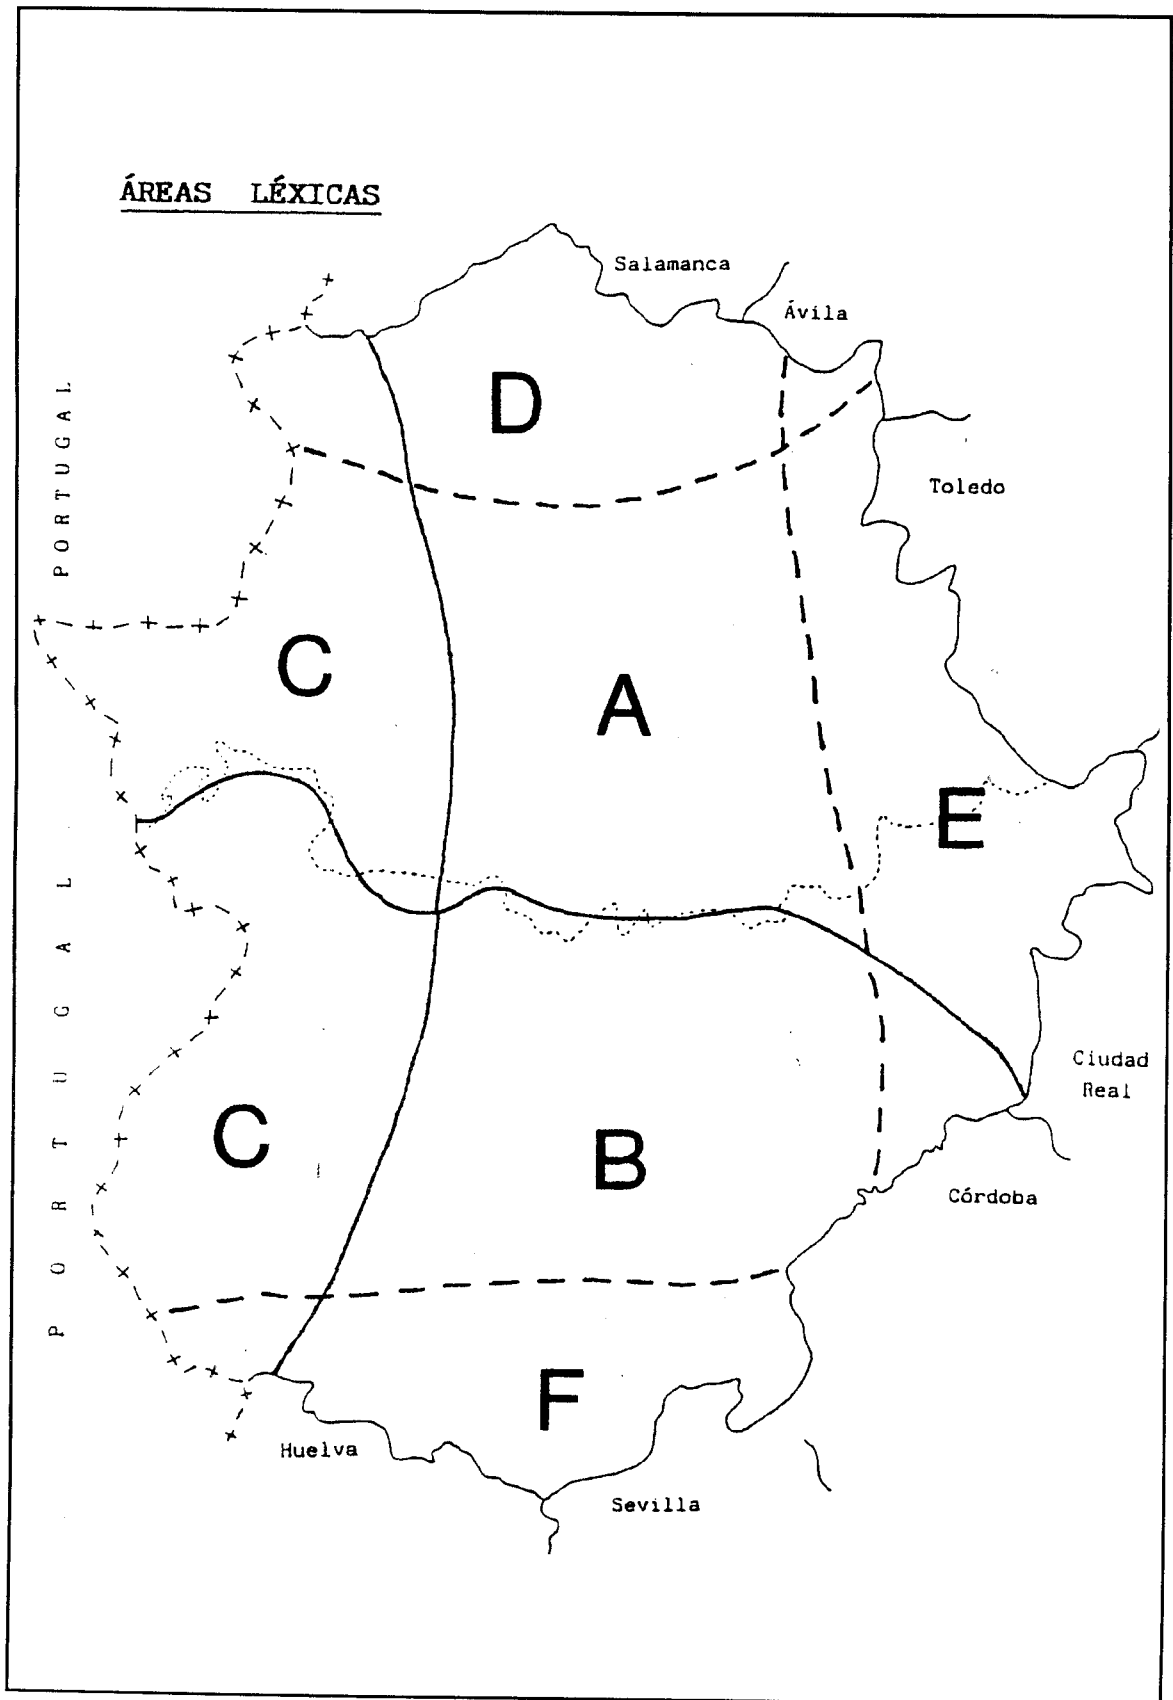 ÁREAS LÉXICAS
Salamanca
Ávila
D
PORTUGAL
Toledo
C
A
E
PORTUGAL
Ciudad
Real
C
B
Córdoba
F
Huelva
Sevilla